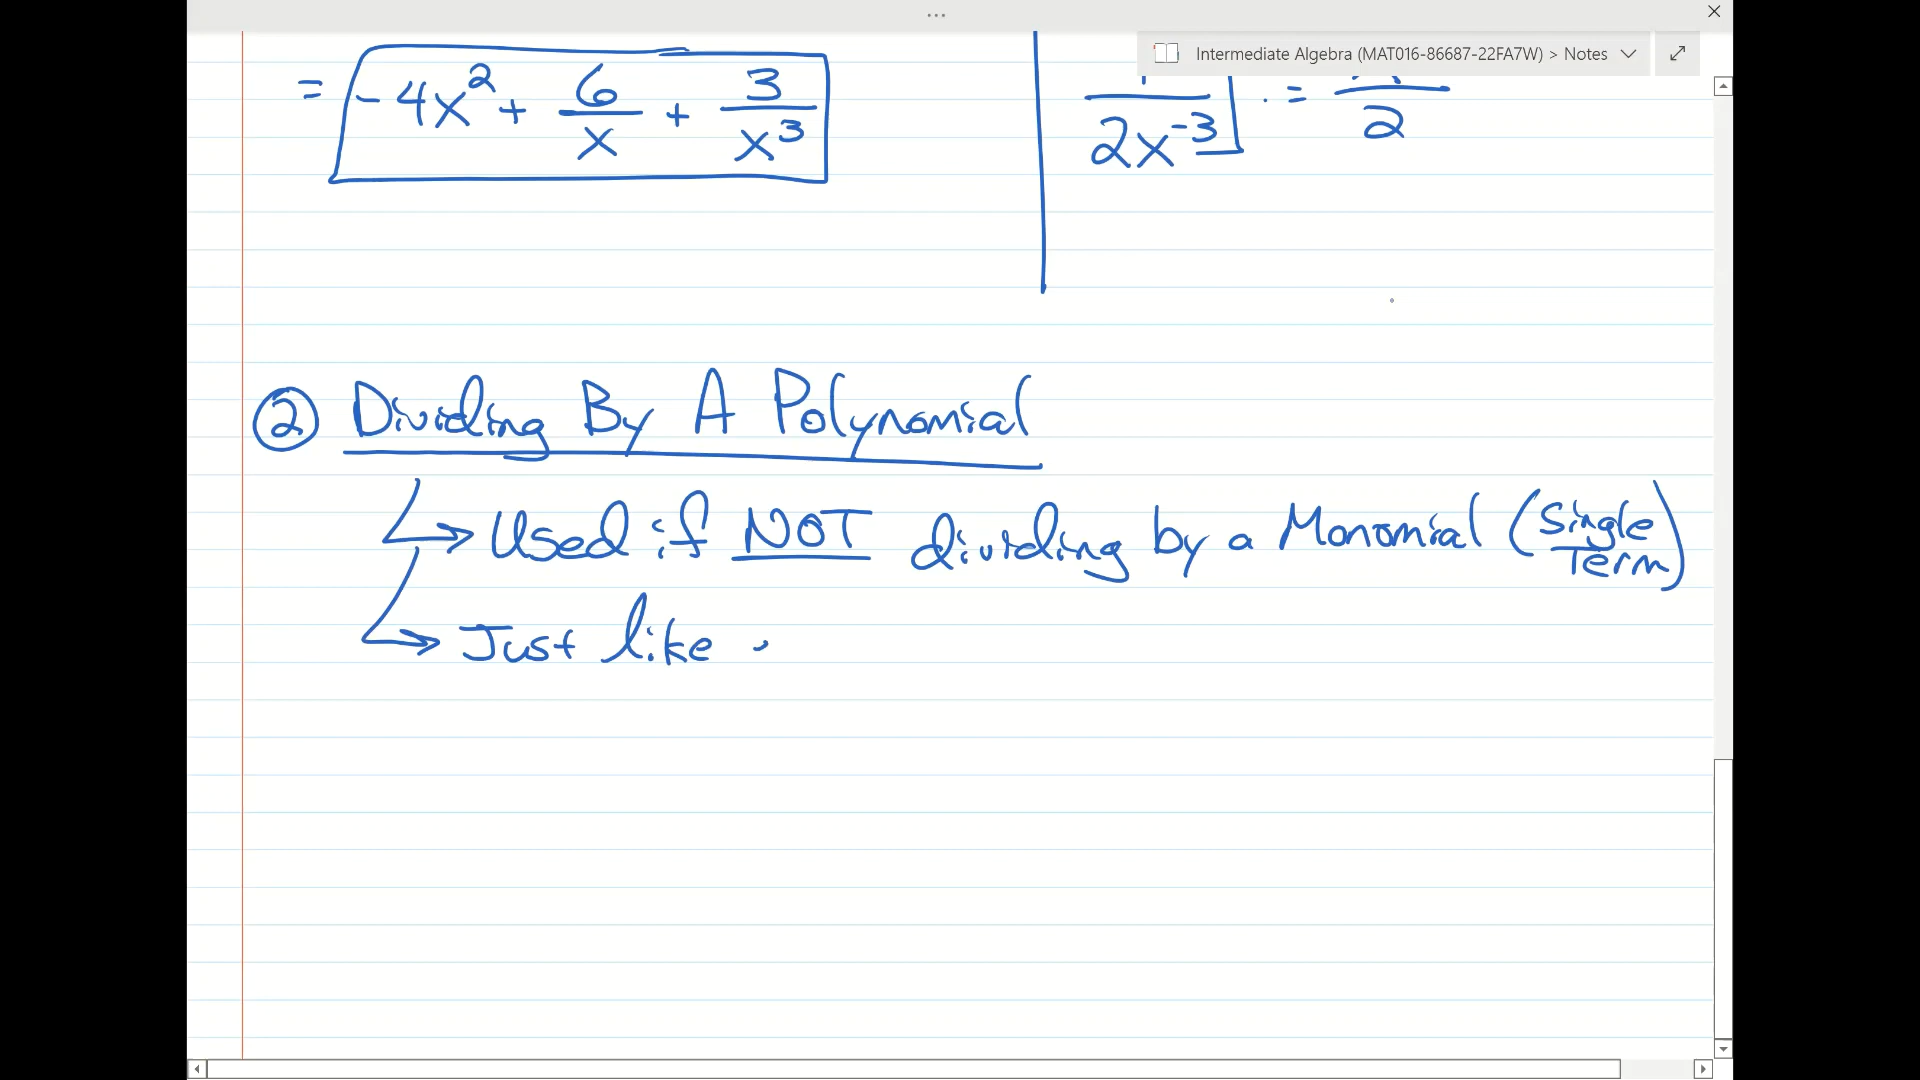 Intermediate Algebra (MAT016-86687-22FA7W) > Notes
= -4x² + 6/x + 3/x³
2x⁻³ . = /2
② Dividing By A Polynomial
↳ Used if NOT dividing by a Monomial (Single Term)
↳ Just like